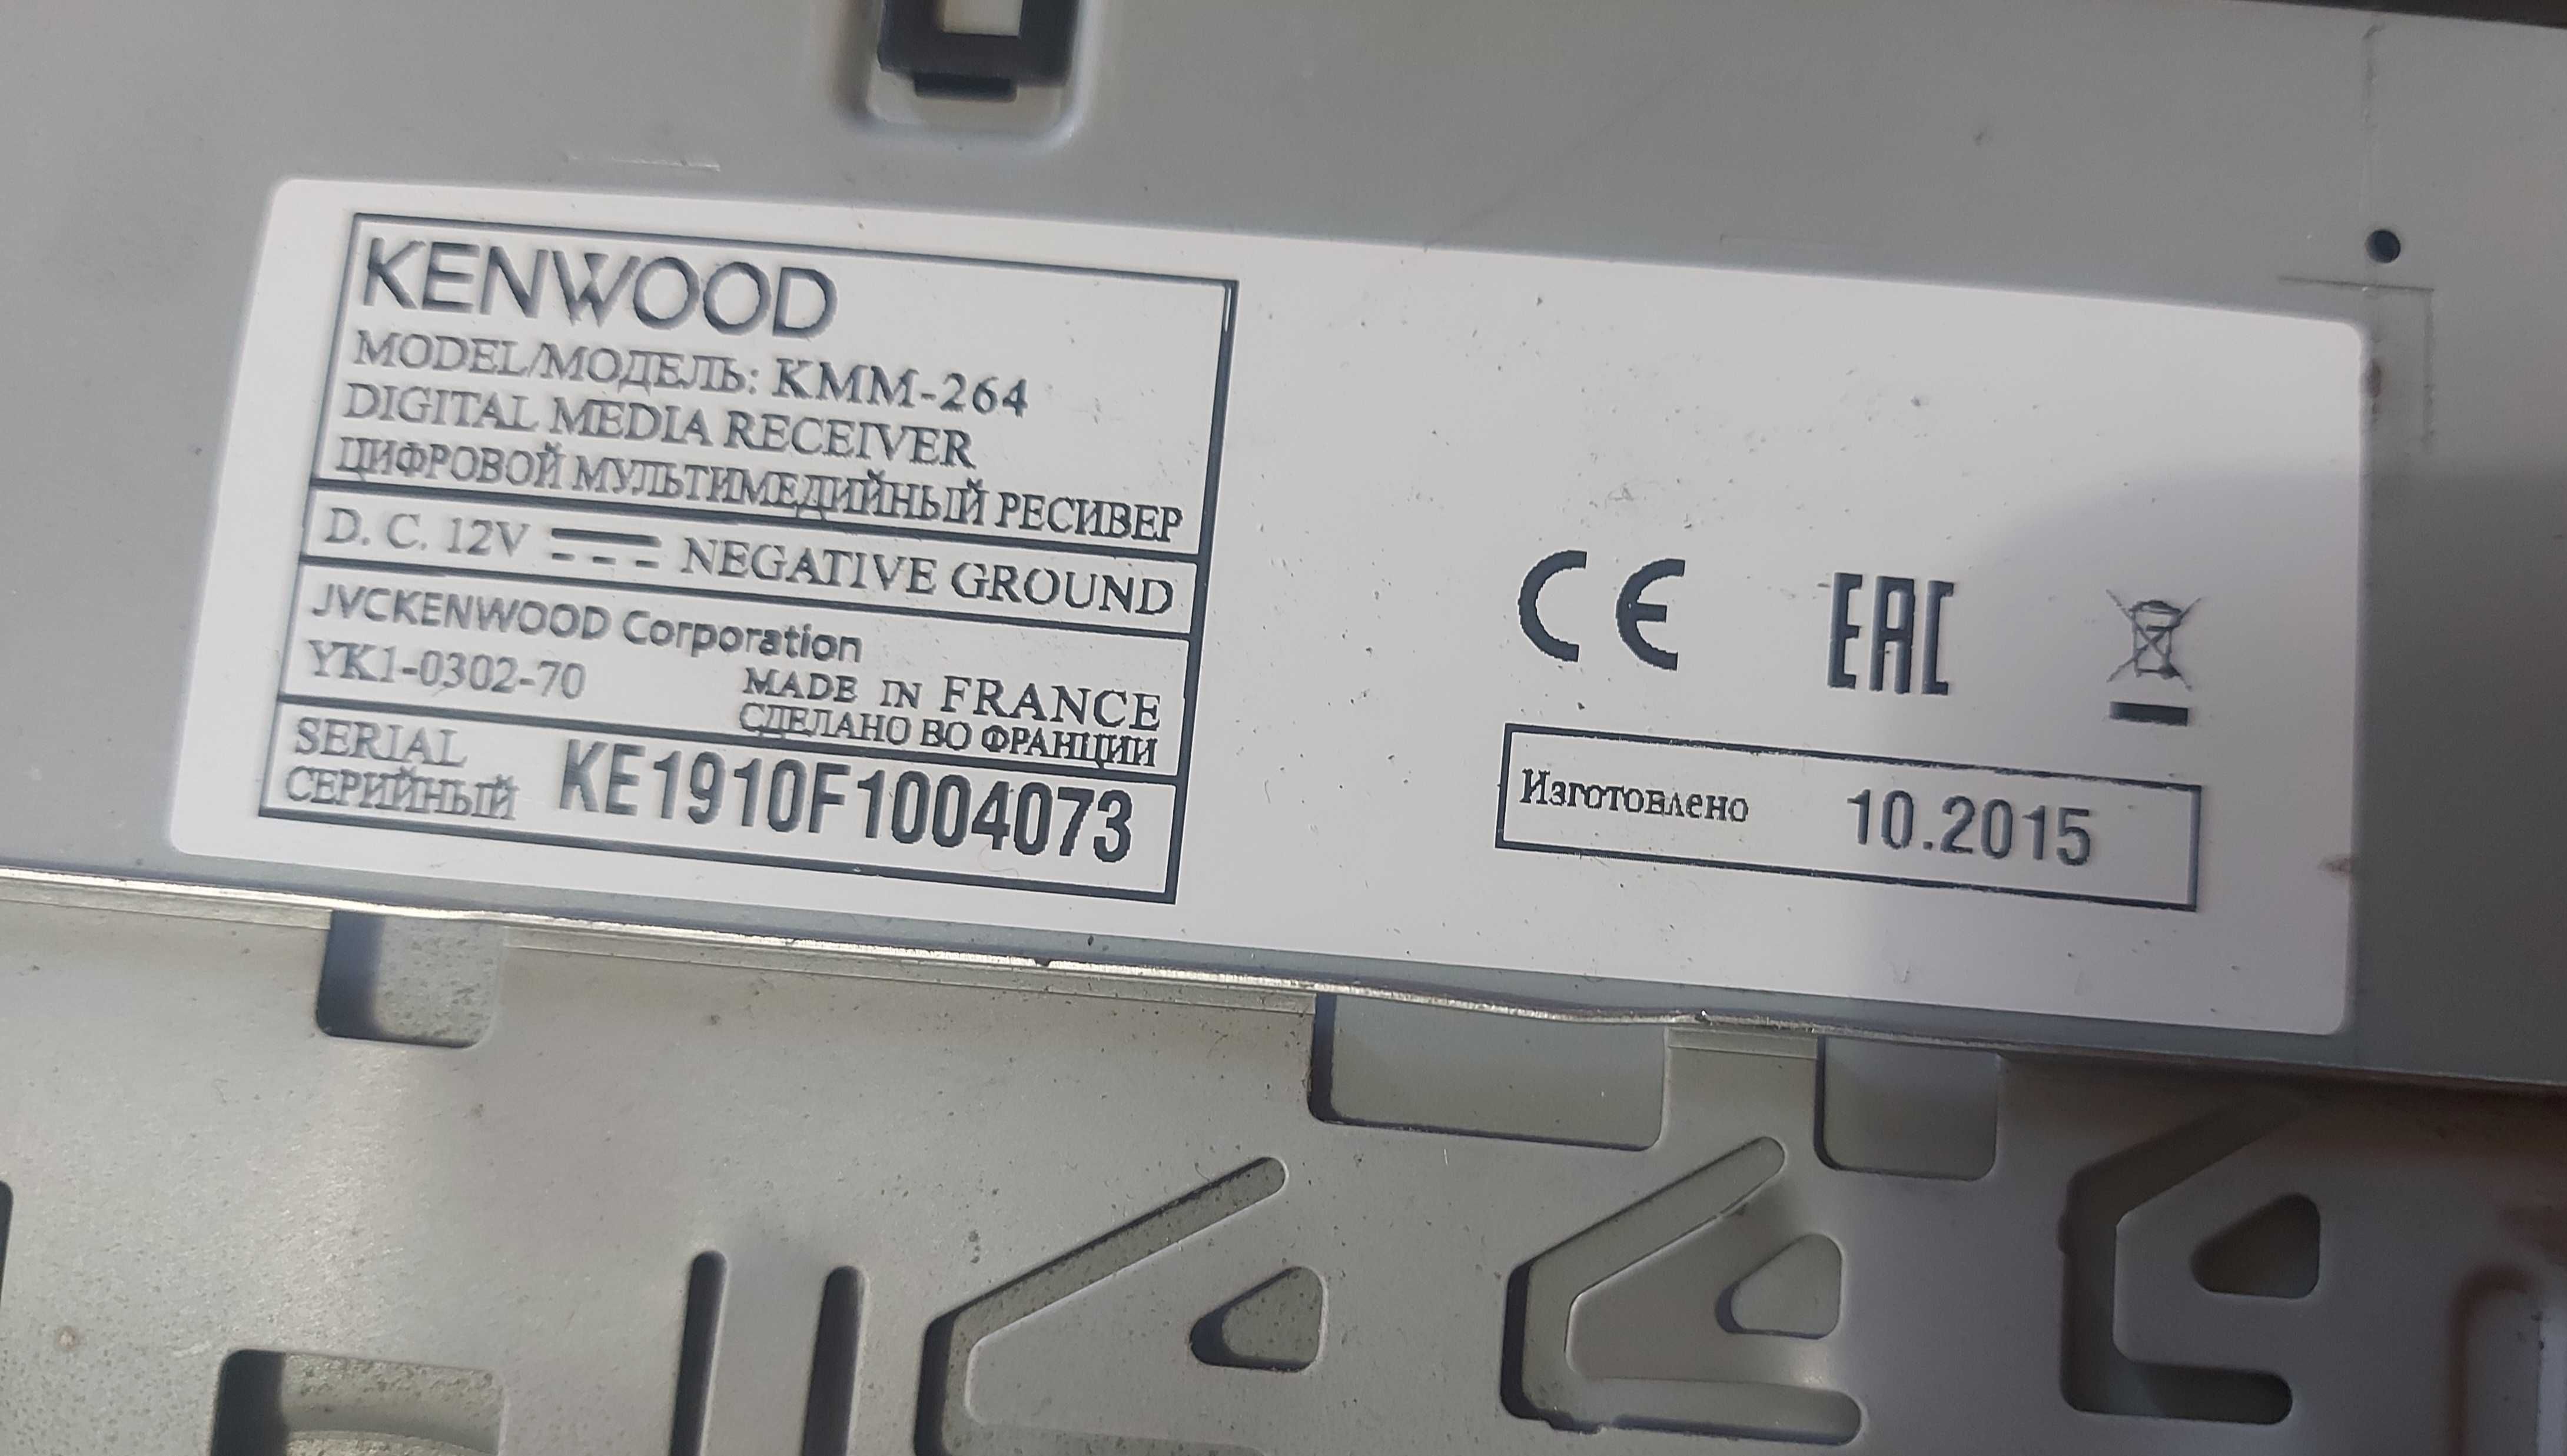 KENWOOD
MODEL/МОДЕЛЬ: KMM-264
DIGITAL MEDIA RECEIVER
ЦИФРОВОЙ МУЛЬТИМЕДИЙНЫЙ РЕСИВЕР
D. C. 12V NEGATIVE GROUND
JVCKENWOOD Corporation
YK1-0302-70
MADE IN FRANCE
СДЕЛАНО ВО ФРАНЦИИ
SERIAL
СЕРИЙНЫЙ
KE1910F1004073
CE EAC
Изготовлено 10.2015